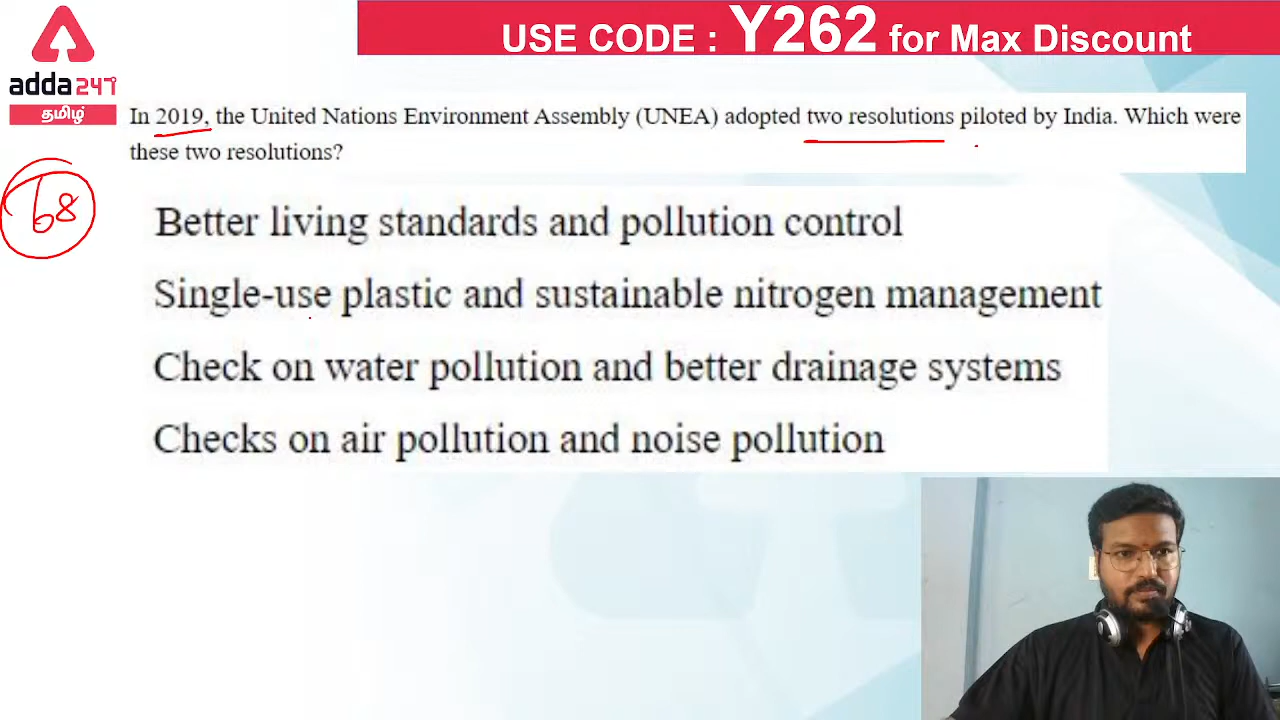 USE CODE : Y262 for Max Discount
adda247
தமிழ்
In 2019, the United Nations Environment Assembly (UNEA) adopted two resolutions piloted by India. Which were
these two resolutions?
68
Better living standards and pollution control
Single-use plastic and sustainable nitrogen management
Check on water pollution and better drainage systems
Checks on air pollution and noise pollution